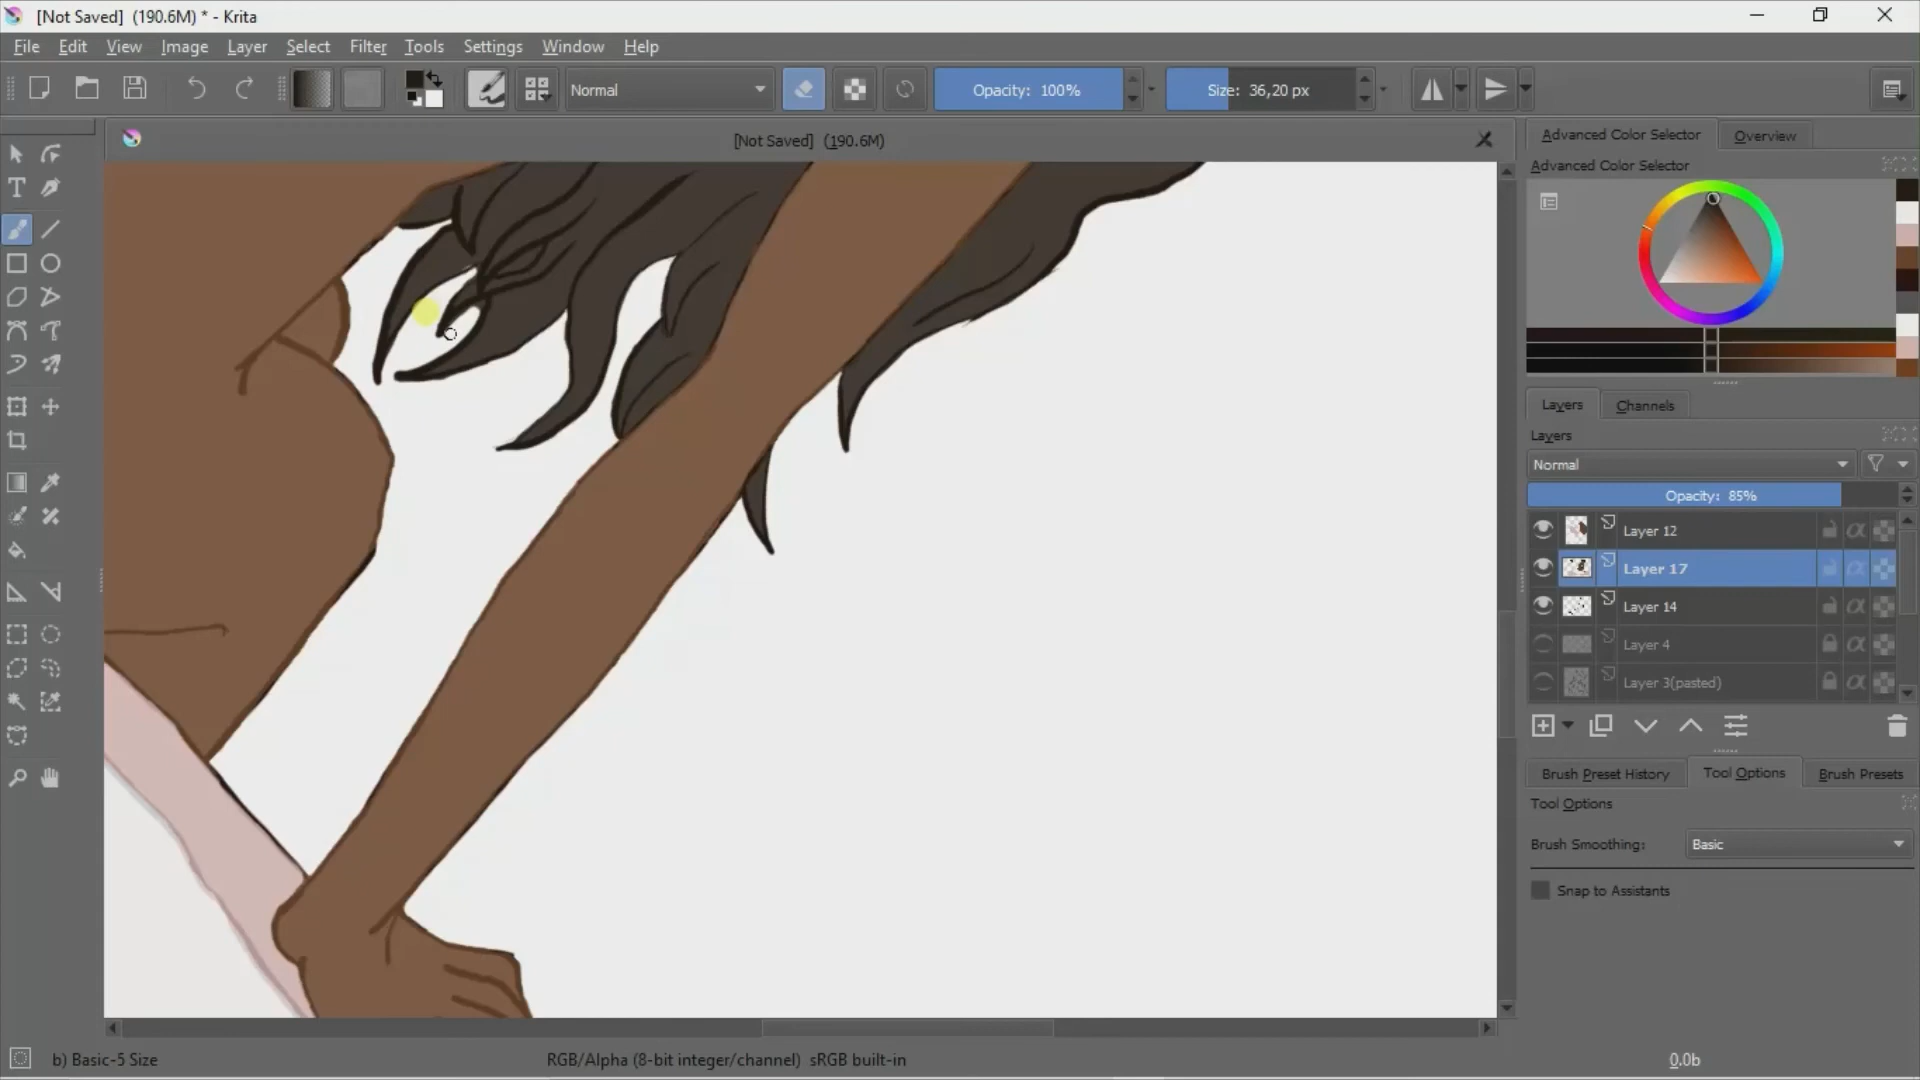 [Not Saved]  (190.6M) * - Krita
File Edit View Image Layer Select Filter Tools Settings Window Help
Normal
Opacity: 100%
Size: 36,20 px
[Not Saved]  (190.6M)
Advanced Color Selector
Overview
Advanced Color Selector
Layers
Channels
Layers
Normal
Opacity: 85%
Layer 12
Layer 17
Layer 14
Layer 4
Layer 3(pasted)
Brush Preset History
Tool Options
Brush Presets
Tool Options
Brush Smoothing:
Basic
Snap to Assistants
b) Basic-5 Size
RGB/Alpha (8-bit integer/channel)  sRGB built-in
0.0b